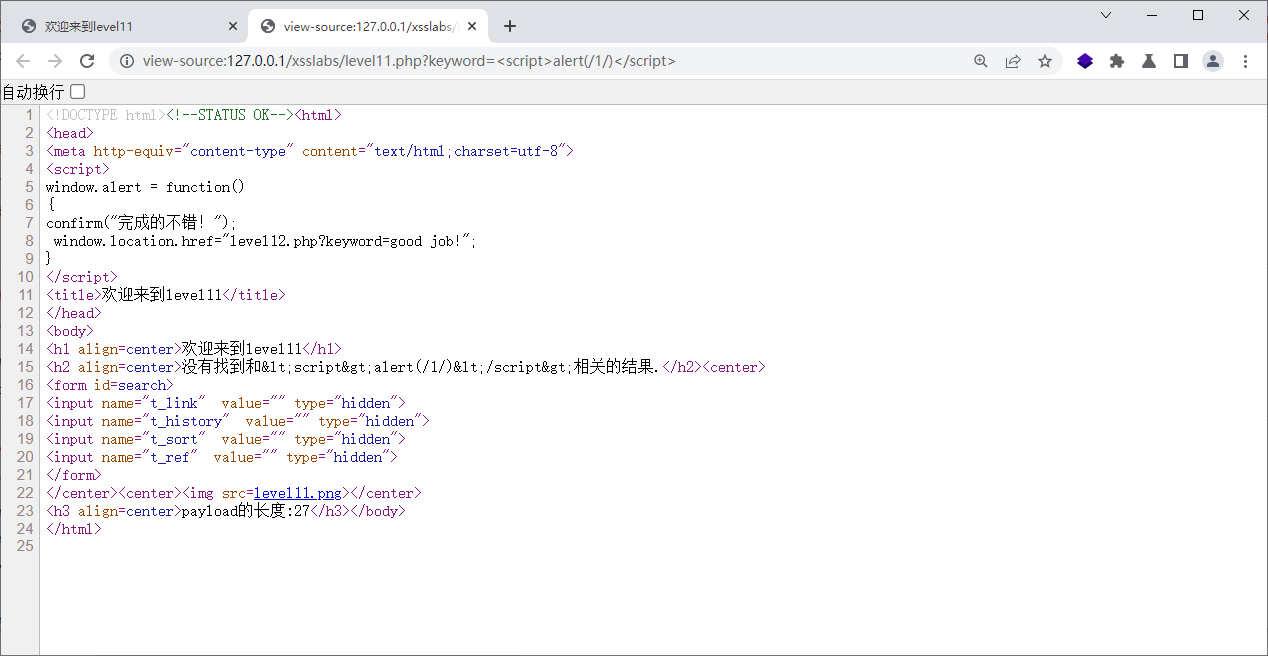 欢迎来到level11
view-source:127.0.0.1/xsslabs/l
view-source:127.0.0.1/xsslabs/level11.php?keyword=<script>alert(/1/)</script>
自动换行
1 <!DOCTYPE html><!--STATUS OK--><html>
2 <head>
3 <meta http-equiv="content-type" content="text/html;charset=utf-8">
4 <script>
5 window.alert = function()
6 {
7 confirm("完成的不错！");
8  window.location.href="level12.php?keyword=good job!";
9 }
10 </script>
11 <title>欢迎来到level11</title>
12 </head>
13 <body>
14 <h1 align=center>欢迎来到level11</h1>
15 <h2 align=center>没有找到和&lt;script&gt;alert(/1/)&lt;/script&gt;相关的结果.</h2><center>
16 <form id=search>
17 <input name="t_link"  value="" type="hidden">
18 <input name="t_history"  value="" type="hidden">
19 <input name="t_sort"  value="" type="hidden">
20 <input name="t_ref"  value="" type="hidden">
21 </form>
22 </center><center><img src=level11.png></center>
23 <h3 align=center>payload的长度:27</h3></body>
24 </html>
25